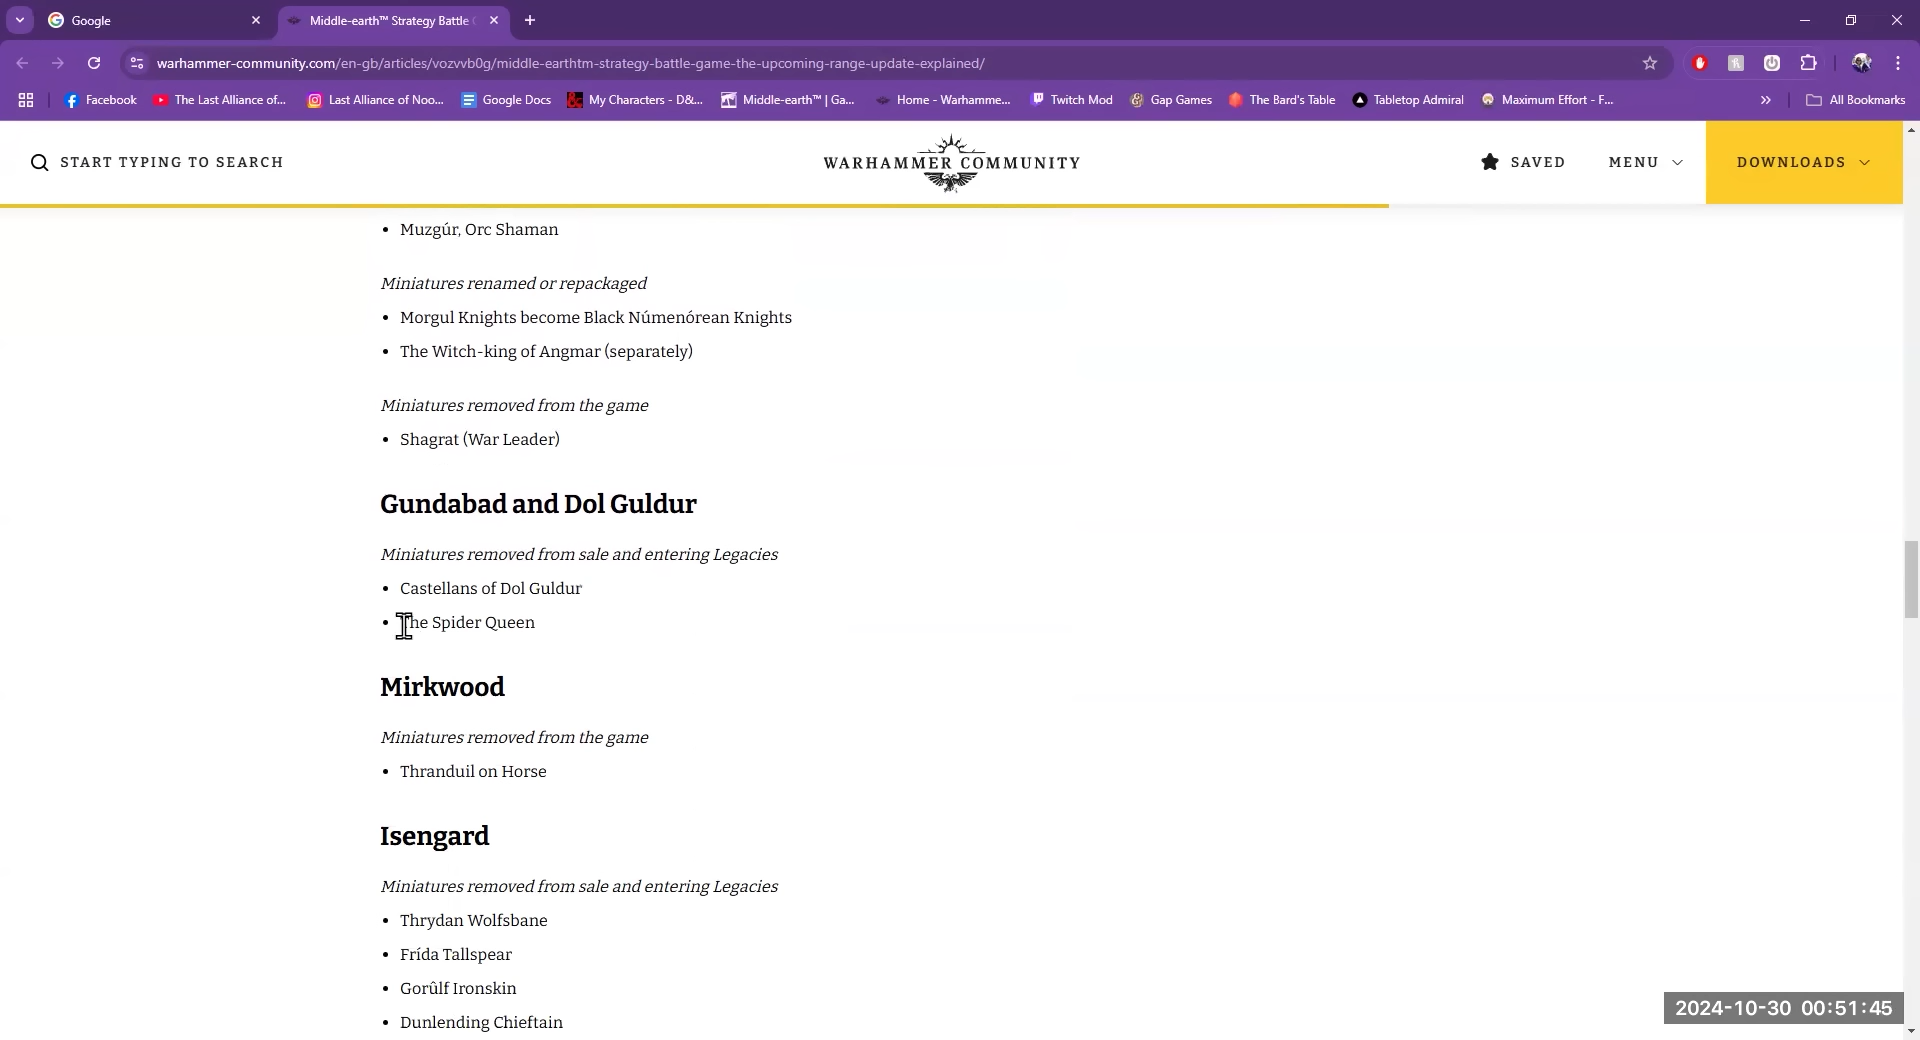 Google
Middle-earth™ Strategy Battle
warhammer-community.com/en-gb/articles/vozvvb0g/middle-earthtm-strategy-battle-game-the-upcoming-range-update-explained/
Facebook
The Last Alliance of...
Last Alliance of Noo...
Google Docs
My Characters - D&...
Middle-earth™ | Ga...
Home - Warhamme...
Twitch Mod
Gap Games
The Bard's Table
Tabletop Admiral
Maximum Effort - F...
All Bookmarks
START TYPING TO SEARCH
WARHAMMER COMMUNITY
SAVED
MENU
DOWNLOADS
• Muzgúr, Orc Shaman
Miniatures renamed or repackaged
• Morgul Knights become Black Númenórean Knights
• The Witch-king of Angmar (separately)
Miniatures removed from the game
• Shagrat (War Leader)
Gundabad and Dol Guldur
Miniatures removed from sale and entering Legacies
• Castellans of Dol Guldur
• The Spider Queen
Mirkwood
Miniatures removed from the game
• Thranduil on Horse
Isengard
Miniatures removed from sale and entering Legacies
• Thrydan Wolfsbane
• Frída Tallspear
• Gorûlf Ironskin
• Dunlending Chieftain
2024-10-30 00:51:45